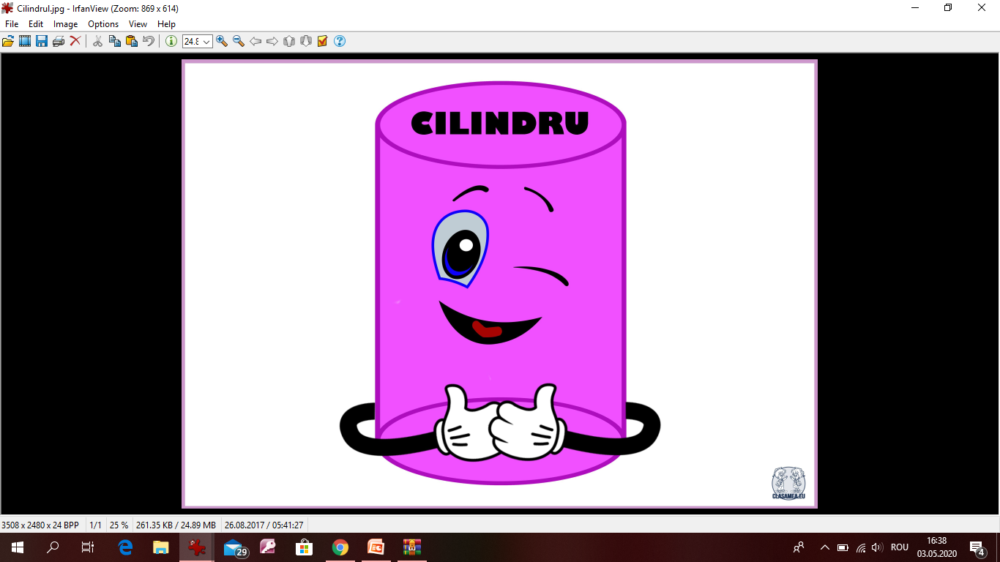 Cilindrul.jpg - IrfanView (Zoom: 869 x 614)
File Edit Image Options View Help
CILINDRU
CLASAMEA.EU
3508 x 2480 x 24 BPP 1/1 25 % 261.35 KB / 24.89 MB 26.08.2017 / 05:41:27
29
ROU
16:38
03.05.2020
4